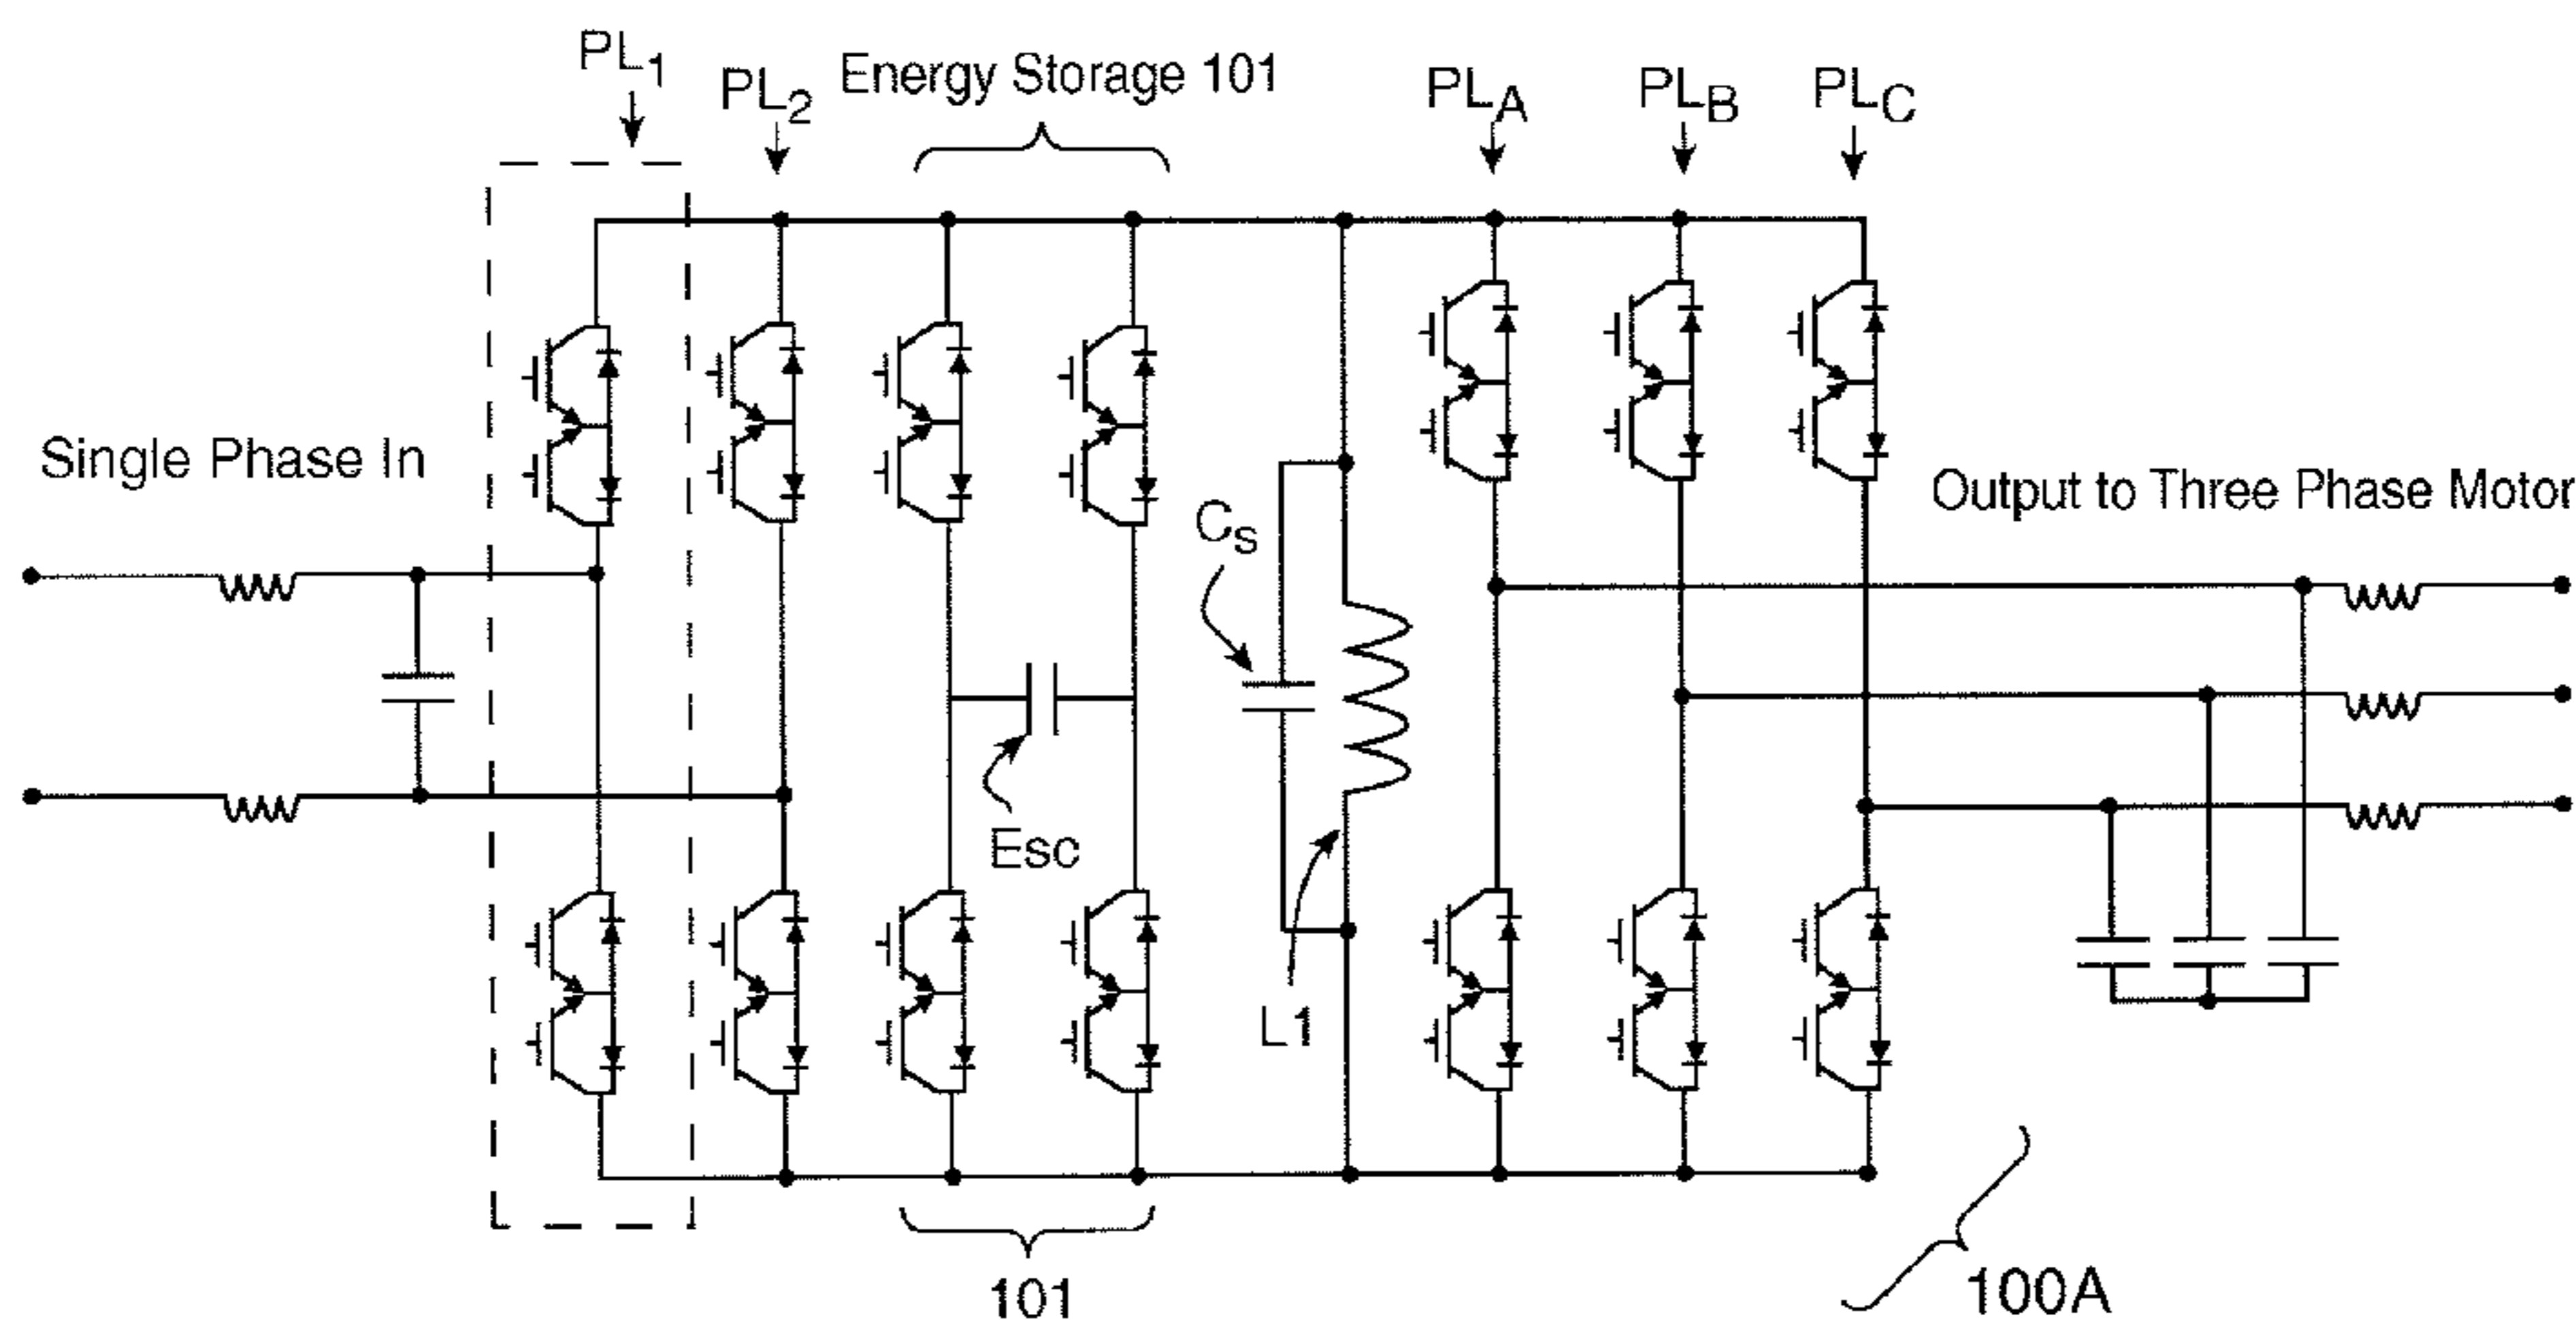 PL1
PL2
Energy Storage 101
PLA
PLB
PLC
Single Phase In
Output to Three Phase Motor
Cs
Esc
L1
101
100A